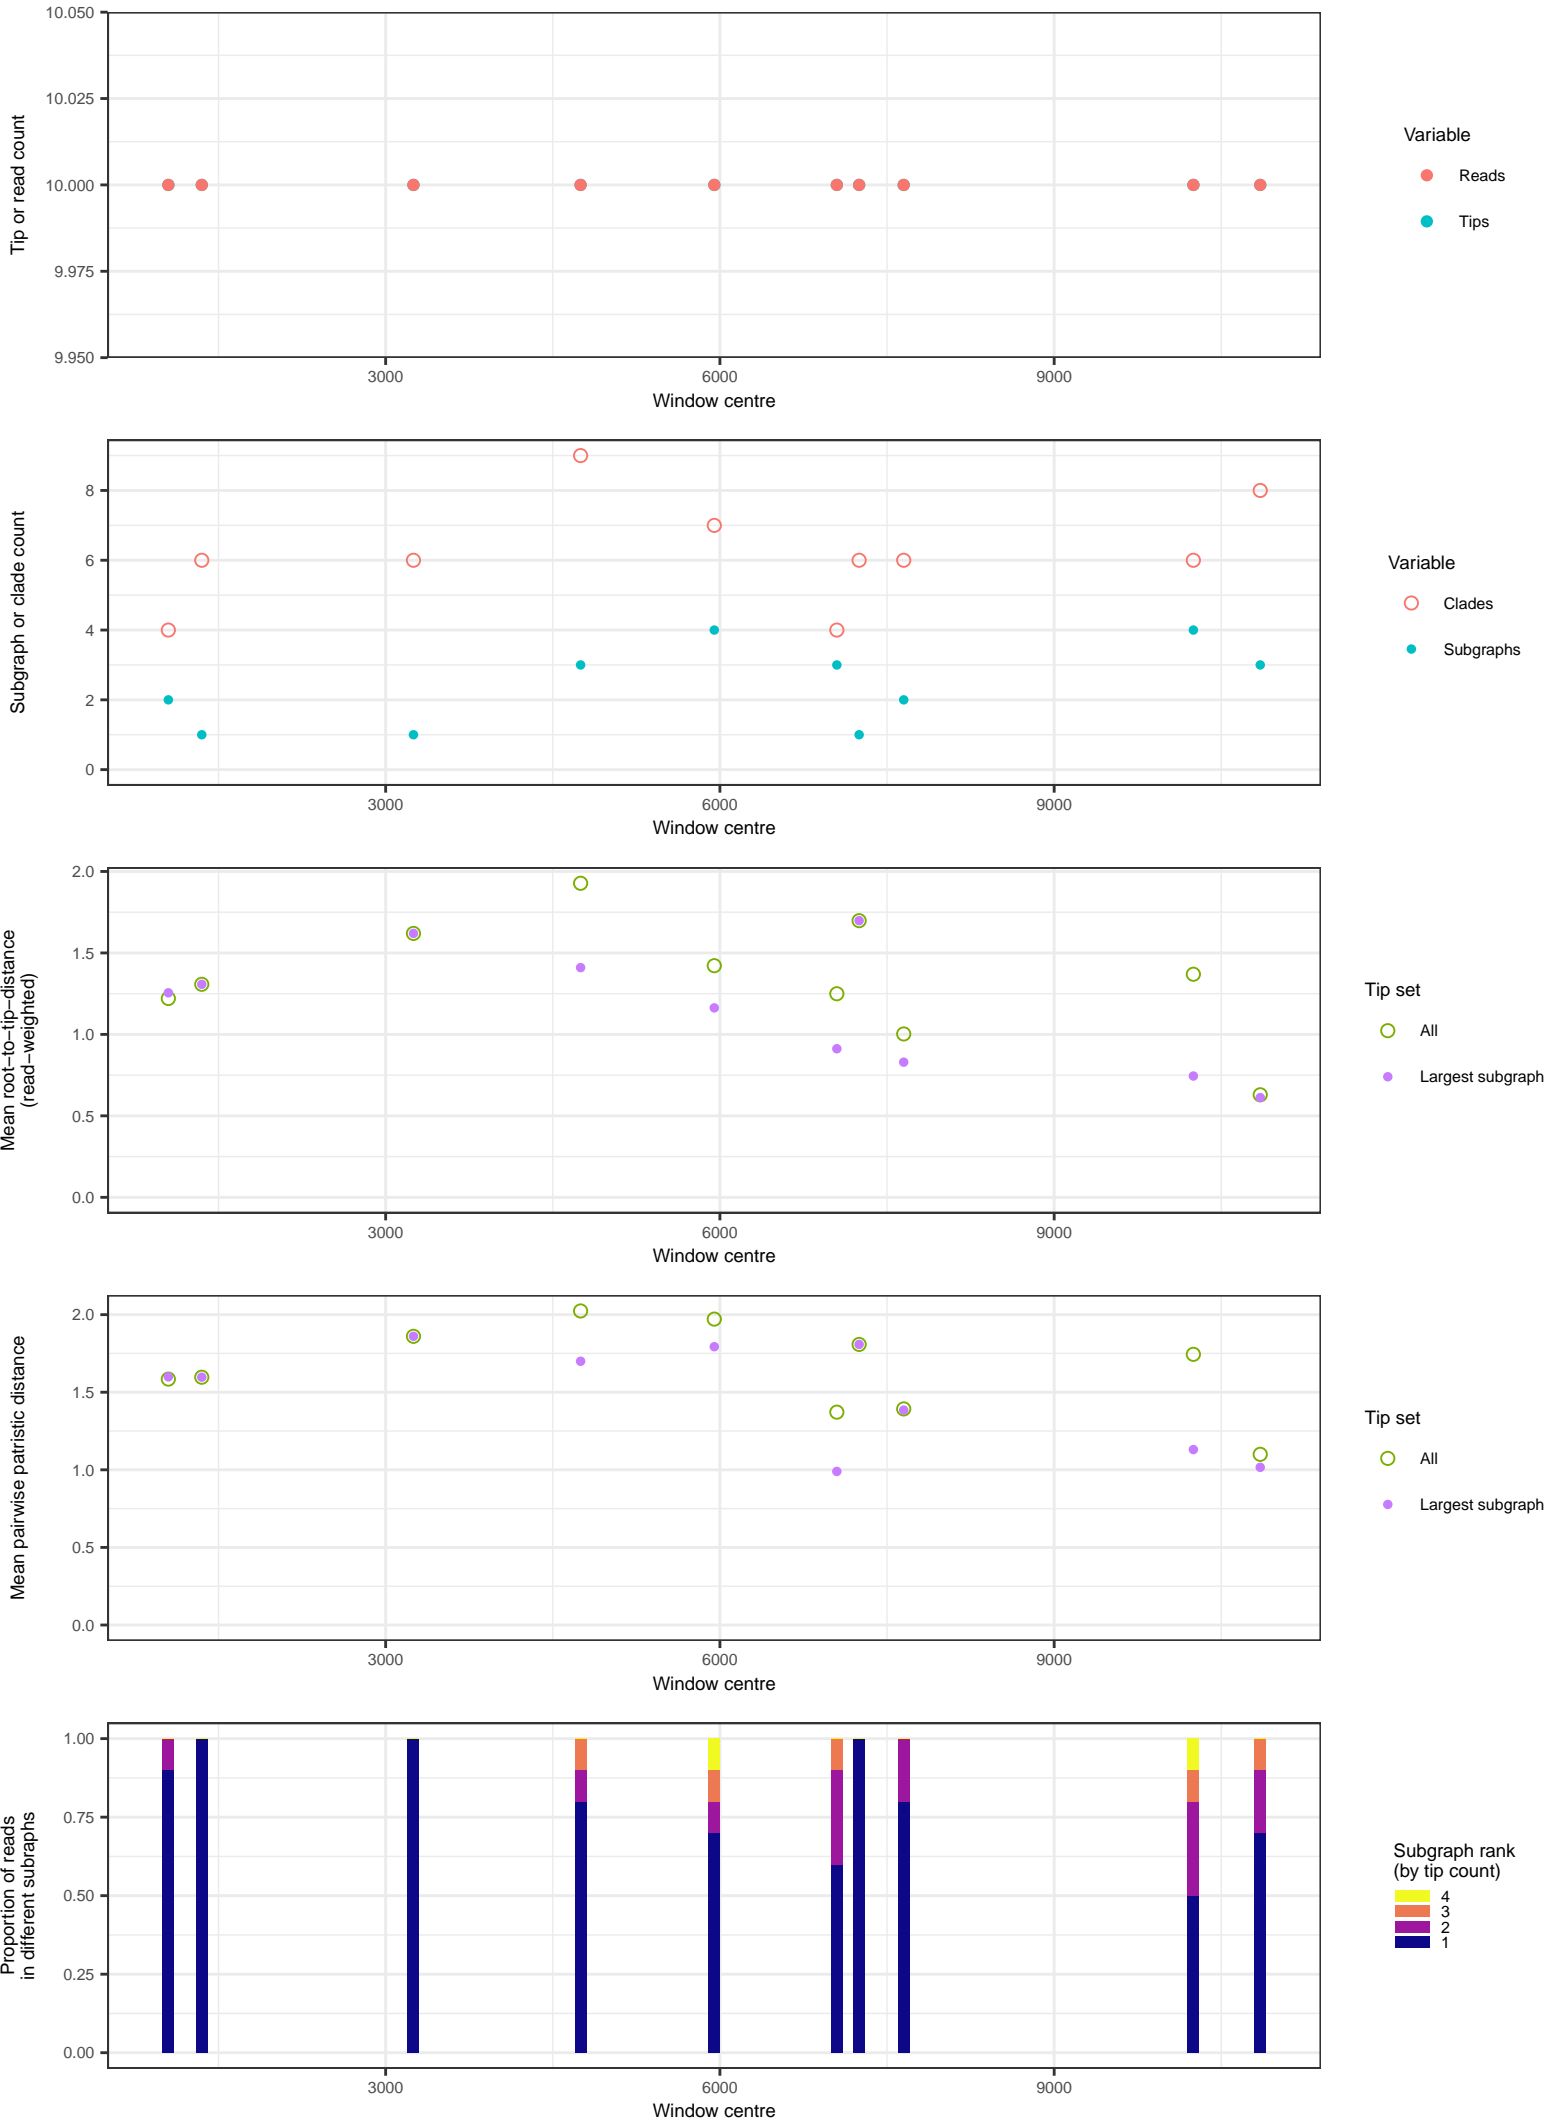 10.050
10.025
10.000
9.975
9.950
Tip or read count
3000 6000 9000
Window centre
Variable
Reads
Tips
8
6
4
2
0
Subgraph or clade count
3000 6000 9000
Window centre
Variable
Clades
Subgraphs
2.0
1.5
1.0
0.5
0.0
Mean root−to−tip−distance
(read−weighted)
3000 6000 9000
Window centre
Tip set
All
Largest subgraph
2.0
1.5
1.0
0.5
0.0
Mean pairwise patristic distance
3000 6000 9000
Window centre
Tip set
All
Largest subgraph
1.00
0.75
0.50
0.25
0.00
Proportion of reads
in different subraphs
3000 6000 9000
Window centre
Subgraph rank
(by tip count)
4
3
2
1